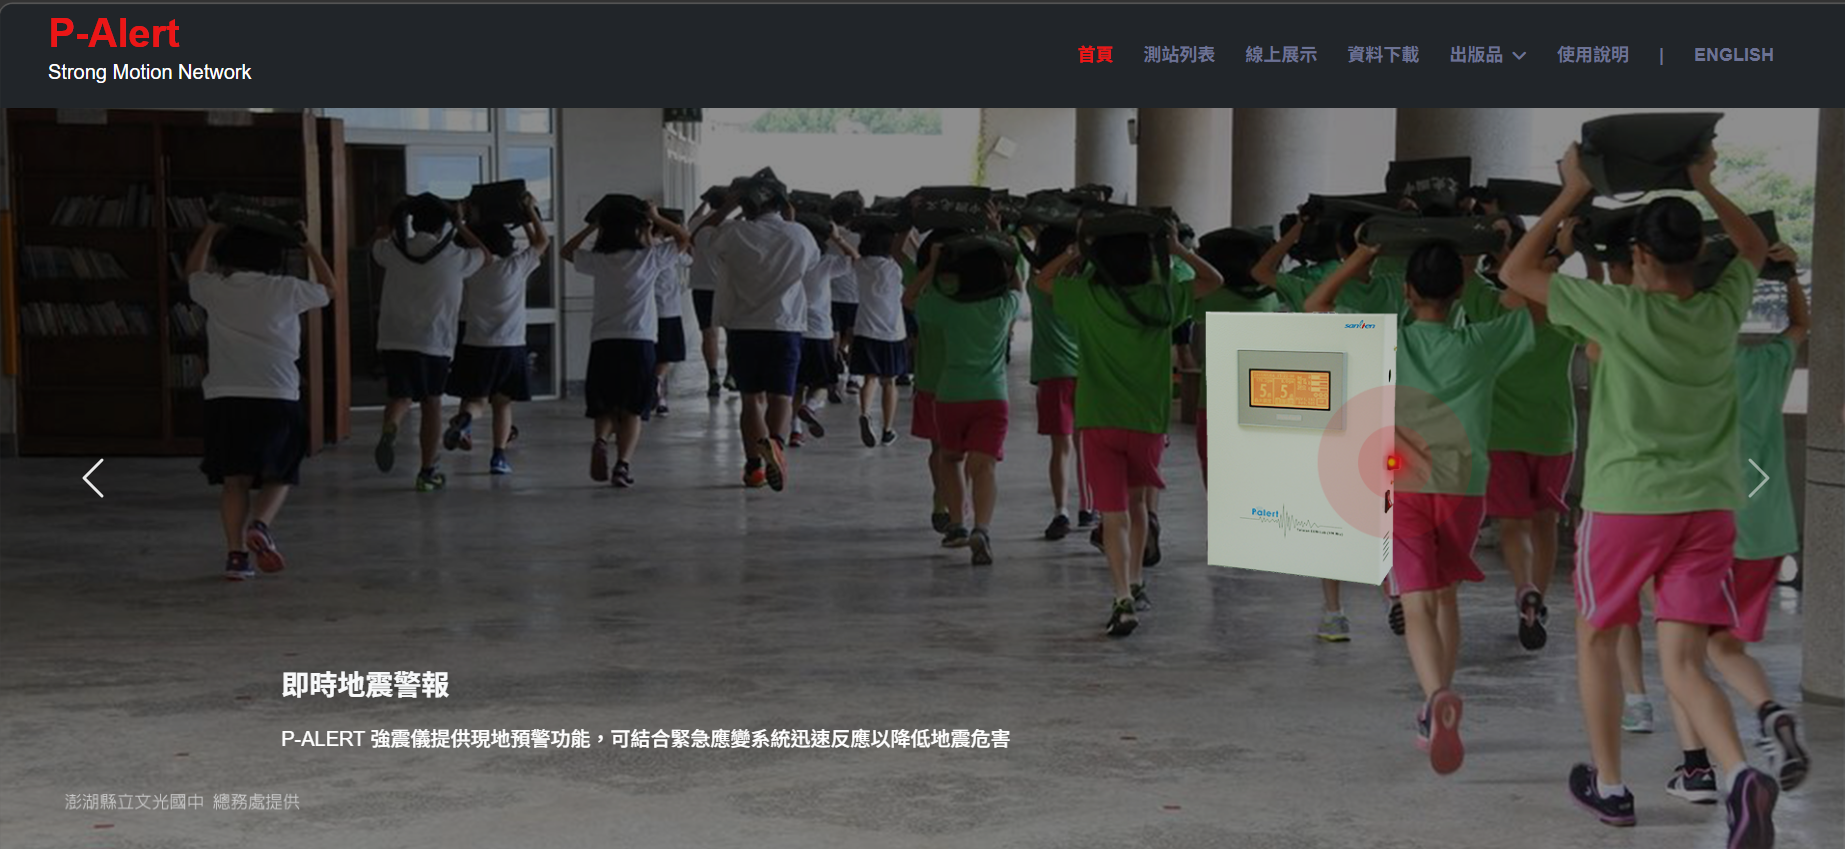 P-Alert
Strong Motion Network
首頁 測站列表 線上展示 資料下載 出版品 使用說明 | ENGLISH
sanlien
Palert
即時地震警報
P-ALERT 強震儀提供現地預警功能，可結合緊急應變系統迅速反應以降低地震危害
澎湖縣立文光國中 總務處提供